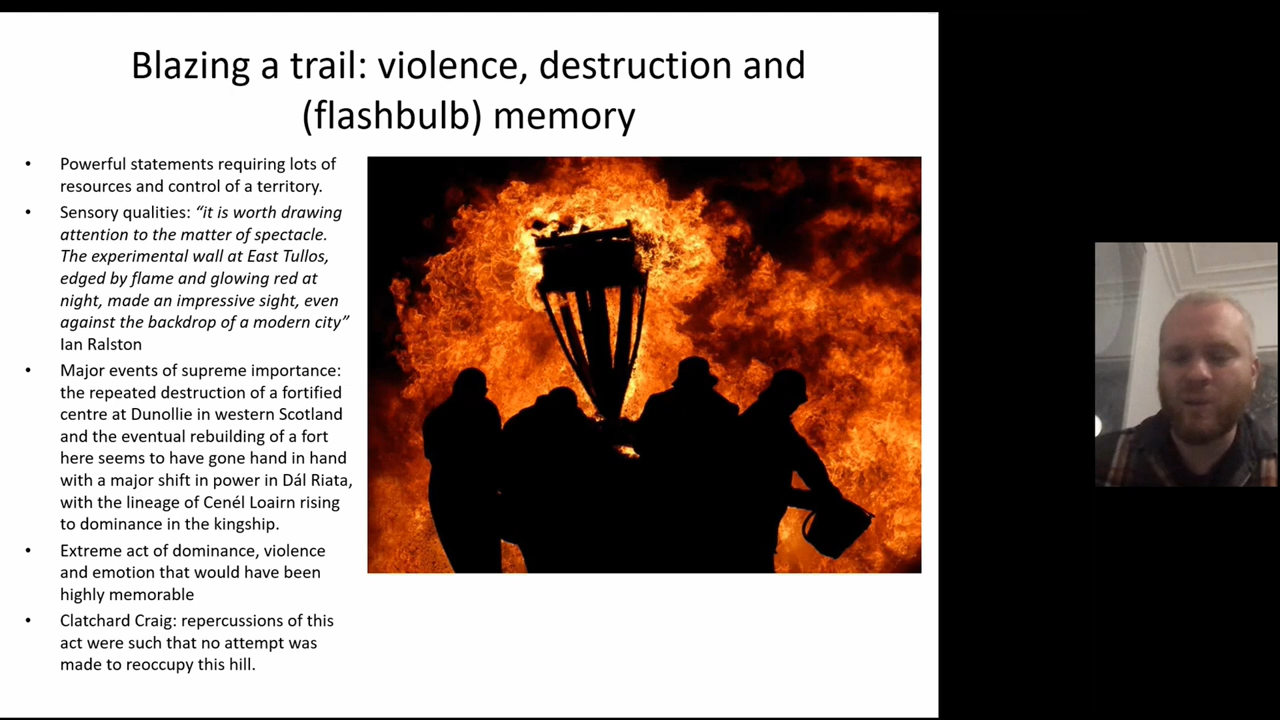 Blazing a trail: violence, destruction and
(flashbulb) memory
• Powerful statements requiring lots of
resources and control of a territory.
• Sensory qualities: “it is worth drawing
attention to the matter of spectacle.
The experimental wall at East Tullos,
edged by flame and glowing red at
night, made an impressive sight, even
against the backdrop of a modern city”
Ian Ralston
• Major events of supreme importance:
the repeated destruction of a fortified
centre at Dunollie in western Scotland
and the eventual rebuilding of a fort
here seems to have gone hand in hand
with a major shift in power in Dál Riata,
with the lineage of Cenél Loairn rising
to dominance in the kingship.
• Extreme act of dominance, violence
and emotion that would have been
highly memorable
• Clatchard Craig: repercussions of this
act were such that no attempt was
made to reoccupy this hill.